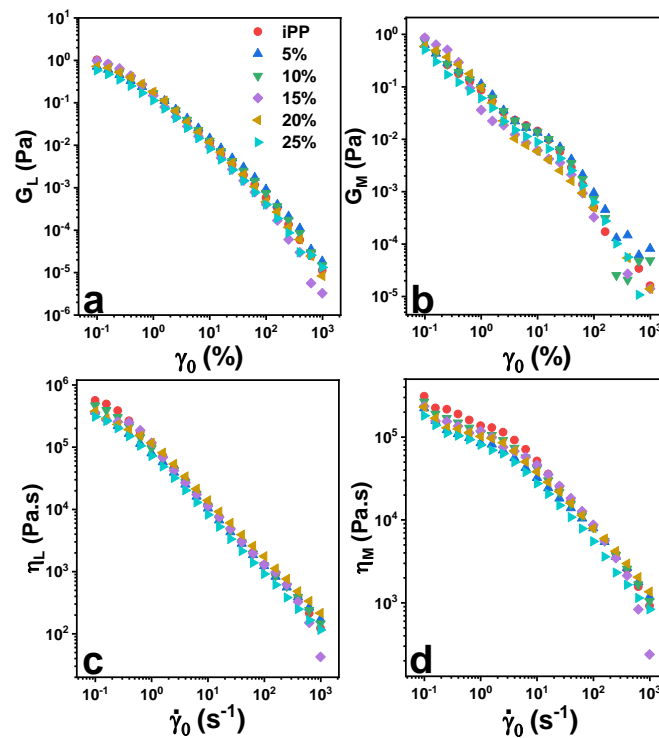 10¹
10⁰
10⁻¹
10⁻²
10⁻³
10⁻⁴
10⁻⁵
10⁻⁶
G_L (Pa)
iPP
5%
10%
15%
20%
25%
a
10⁻¹ 10⁰ 10¹ 10² 10³
γ₀ (%)
10⁰
10⁻¹
10⁻²
10⁻³
10⁻⁴
10⁻⁵
G_M (Pa)
b
10⁻¹ 10⁰ 10¹ 10² 10³
γ₀ (%)
10⁶
10⁵
10⁴
10³
10²
η_L (Pa.s)
c
10⁻¹ 10⁰ 10¹ 10² 10³
γ̇₀ (s⁻¹)
10⁵
10⁴
10³
η_M (Pa.s)
d
10⁻¹ 10⁰ 10¹ 10² 10³
γ̇₀ (s⁻¹)